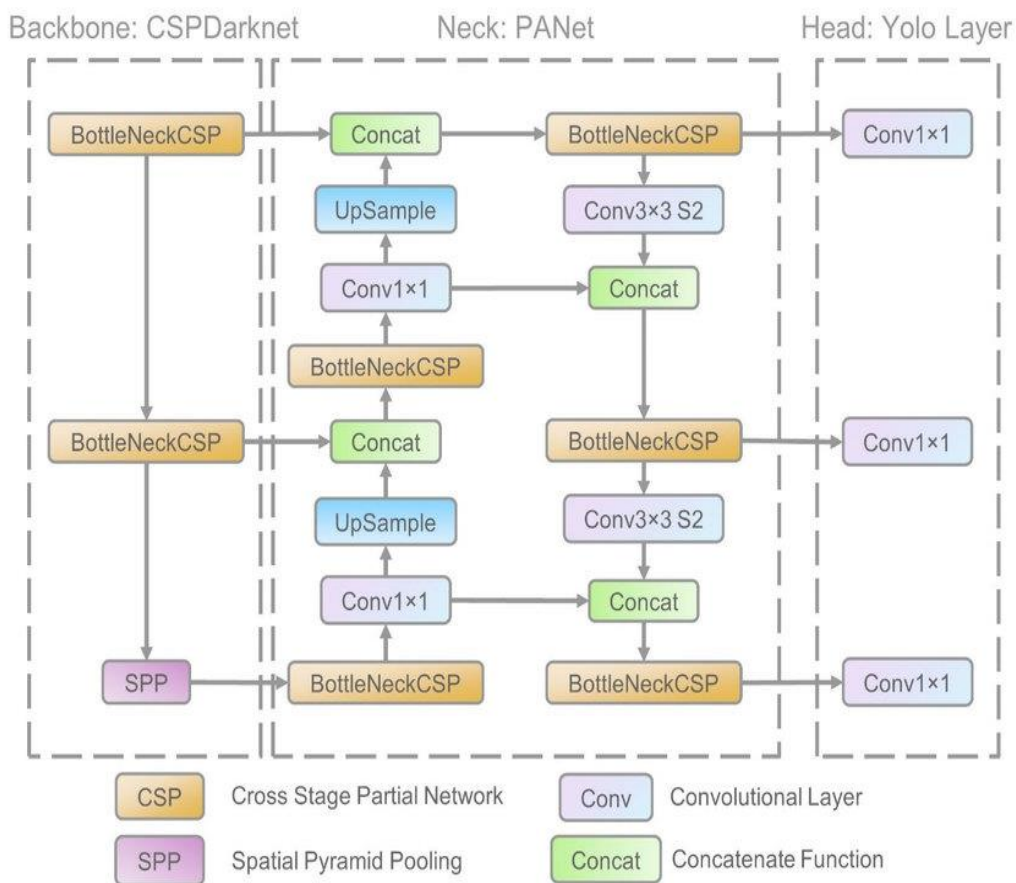 Backbone: CSPDarknet
Neck: PANet
Head: Yolo Layer
BottleNeckCSP
Concat
BottleNeckCSP
Conv1×1
UpSample
Conv3×3 S2
Conv1×1
Concat
BottleNeckCSP
BottleNeckCSP
Concat
BottleNeckCSP
Conv1×1
UpSample
Conv3×3 S2
Conv1×1
Concat
SPP
BottleNeckCSP
BottleNeckCSP
Conv1×1
CSP
Cross Stage Partial Network
Conv
Convolutional Layer
SPP
Spatial Pyramid Pooling
Concat
Concatenate Function